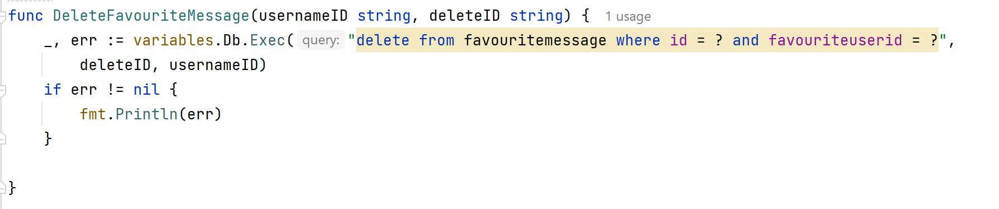 func DeleteFavouriteMessage(usernameID string, deleteID string) { 1 usage
_, err := variables.Db.Exec( query: "delete from favouritemessage where id = ? and favouriteuserid = ?",
deleteID, usernameID)
if err != nil {
fmt.Println(err)
}
}